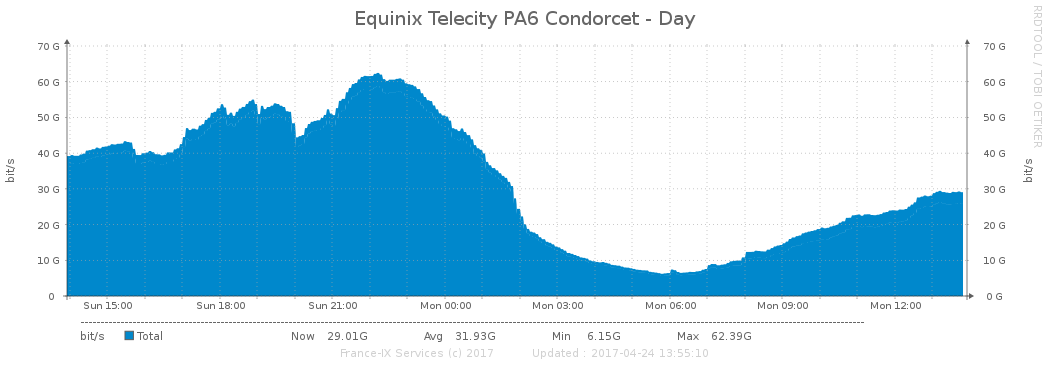 Equinix Telecity PA6 Condorcet - Day
RRDTOOL / TOBI OETIKER
70 G 70 G
60 G 60 G
50 G 50 G
40 G 40 G
30 G 30 G
20 G 20 G
10 G 10 G
0 0 G
bit/s
bit/s
Sun 15:00 Sun 18:00 Sun 21:00 Mon 00:00 Mon 03:00 Mon 06:00 Mon 09:00 Mon 12:00
bit/s Total Now 29.01G Avg 31.93G Min 6.15G Max 62.39G
France-IX Services (c) 2017 Updated : 2017-04-24 13:55:10